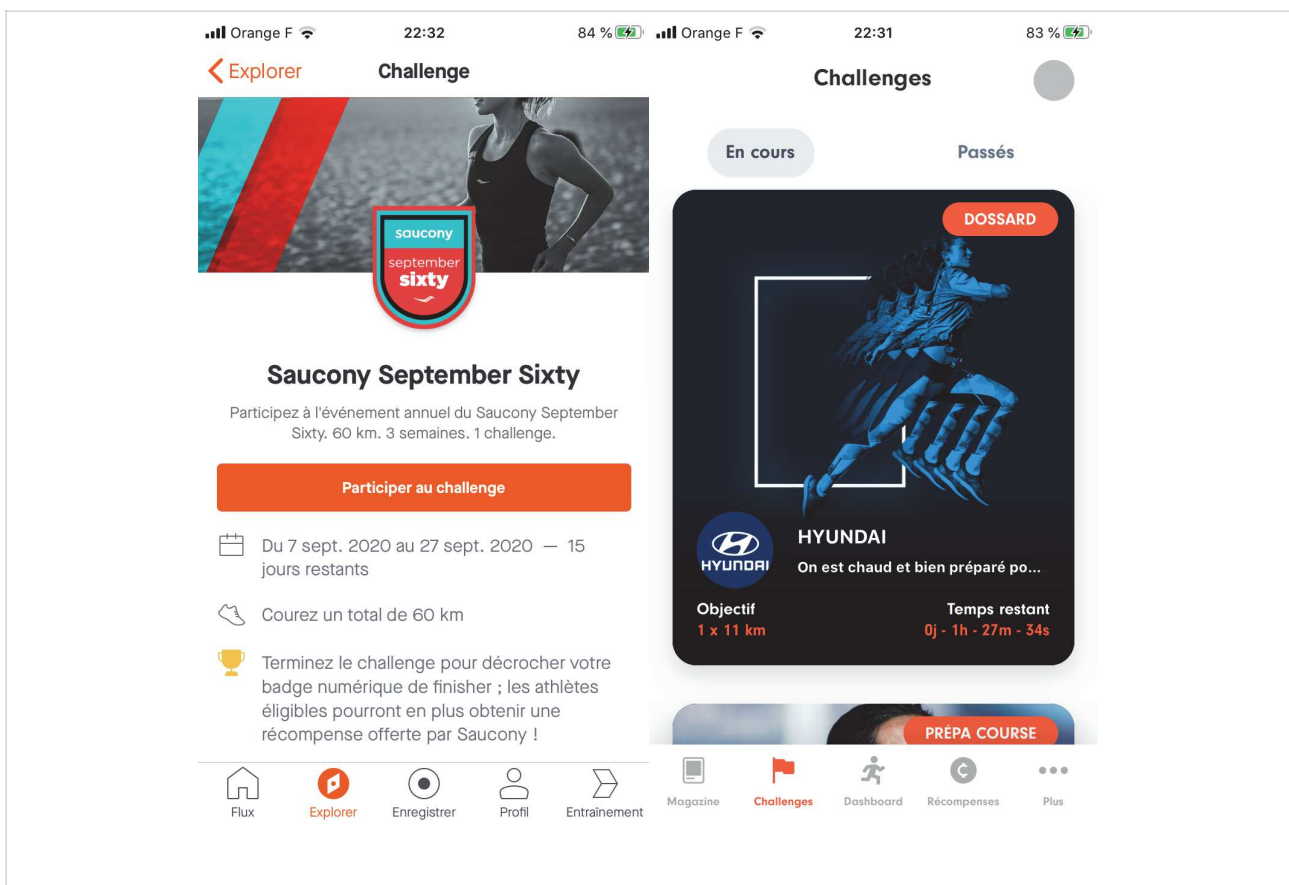 Orange F 22:32 84 %
Explorer Challenge
saucony
september
sixty
Saucony September Sixty
Participez à l'événement annuel du Saucony September
Sixty. 60 km. 3 semaines. 1 challenge.
Participer au challenge
Du 7 sept. 2020 au 27 sept. 2020 — 15
jours restants
Courez un total de 60 km
Terminez le challenge pour décrocher votre
badge numérique de finisher ; les athlètes
éligibles pourront en plus obtenir une
récompense offerte par Saucony !
Flux Explorer Enregistrer Profil Entraînement
Orange F 22:31 83 %
Challenges
En cours Passés
DOSSARD
HYUNDAI
HYUNDAI
On est chaud et bien préparé po...
Objectif Temps restant
1 x 11 km 0j - 1h - 27m - 34s
PRÉPA COURSE
Magazine Challenges Dashboard Récompenses Plus